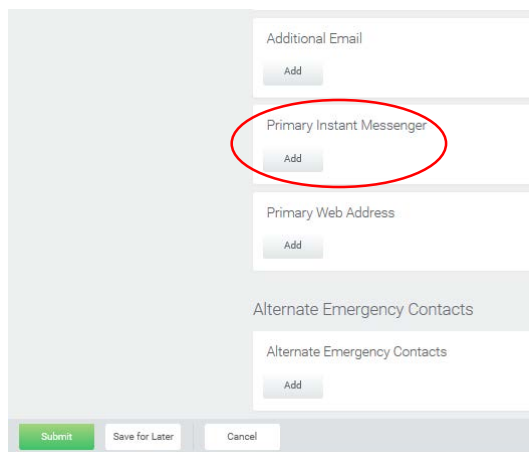 Additional Email
Add
Primary Instant Messenger
Add
Primary Web Address
Add
Alternate Emergency Contacts
Alternate Emergency Contacts
Add
Submit Save for Later Cancel